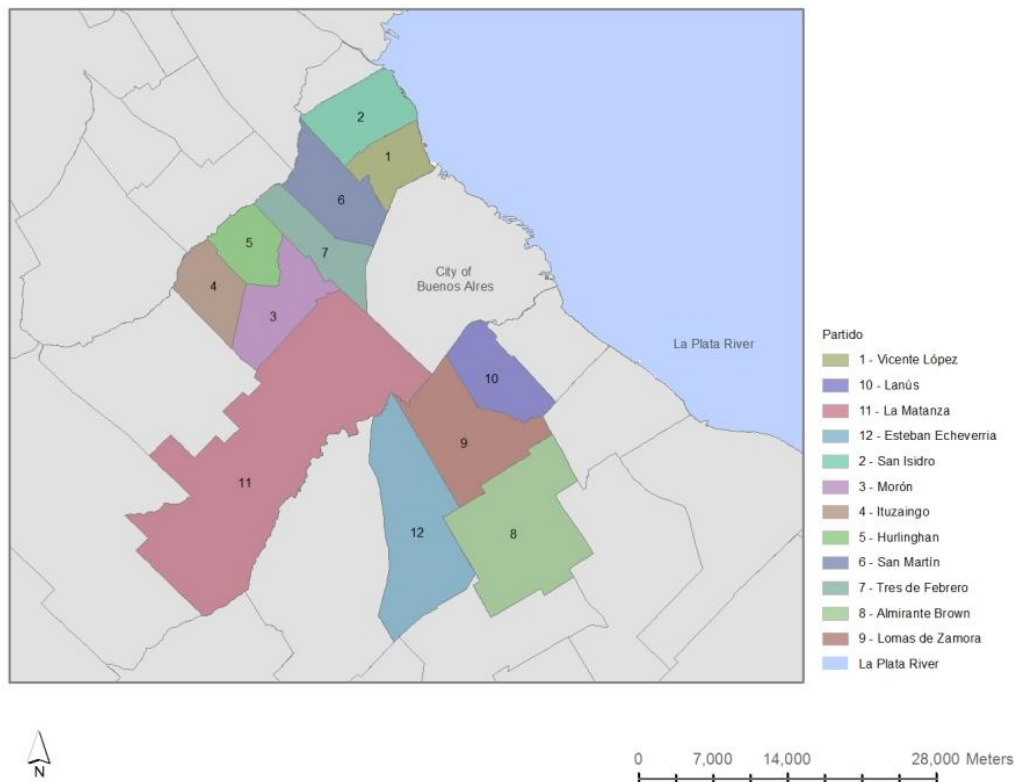 2
1
6
5
7
4
City of
Buenos Aires
3
La Plata River
10
9
11
12
8
Partido
1 - Vicente López
10 - Lanús
11 - La Matanza
12 - Esteban Echeverria
2 - San Isidro
3 - Morón
4 - Ituzaingo
5 - Hurlinghan
6 - San Martín
7 - Tres de Febrero
8 - Almirante Brown
9 - Lomas de Zamora
La Plata River
N
0 7,000 14,000 28,000 Meters